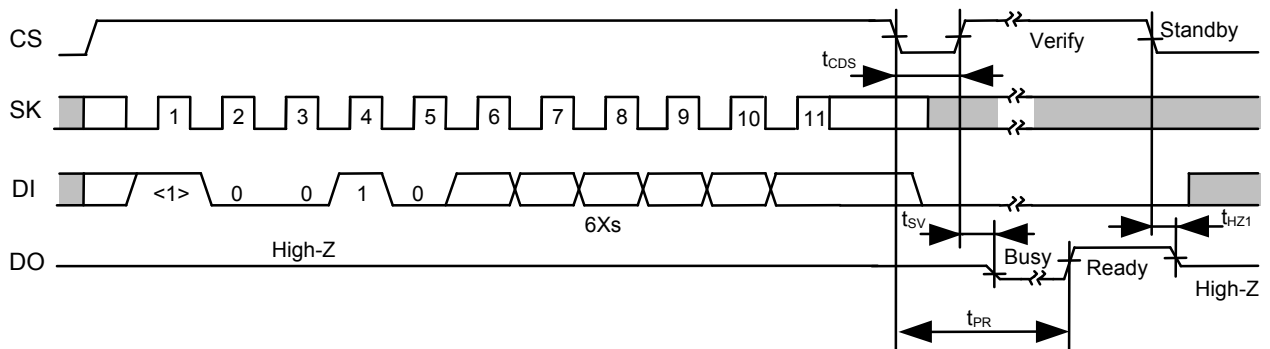 CS
Standby
Verify
tCDS
SK
1 2 3 4 5 6 7 8 9 10 11
DI
<1> 0 0 1 0
6Xs
tSV
tHZ1
High-Z
DO
Busy
Ready
High-Z
tPR